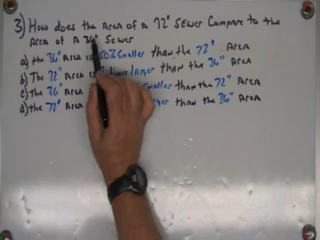 3) How does the Area of a 72" Sewer Compare to the
Area of a 36" Sewer
a) the 36" Area is 50% Smaller than the 72" Area
b) The 72" Area is larger than the 36" Area
c) the 36" Area Smaller than the 72" Area
d) the 72" Area larger than the 36" Area